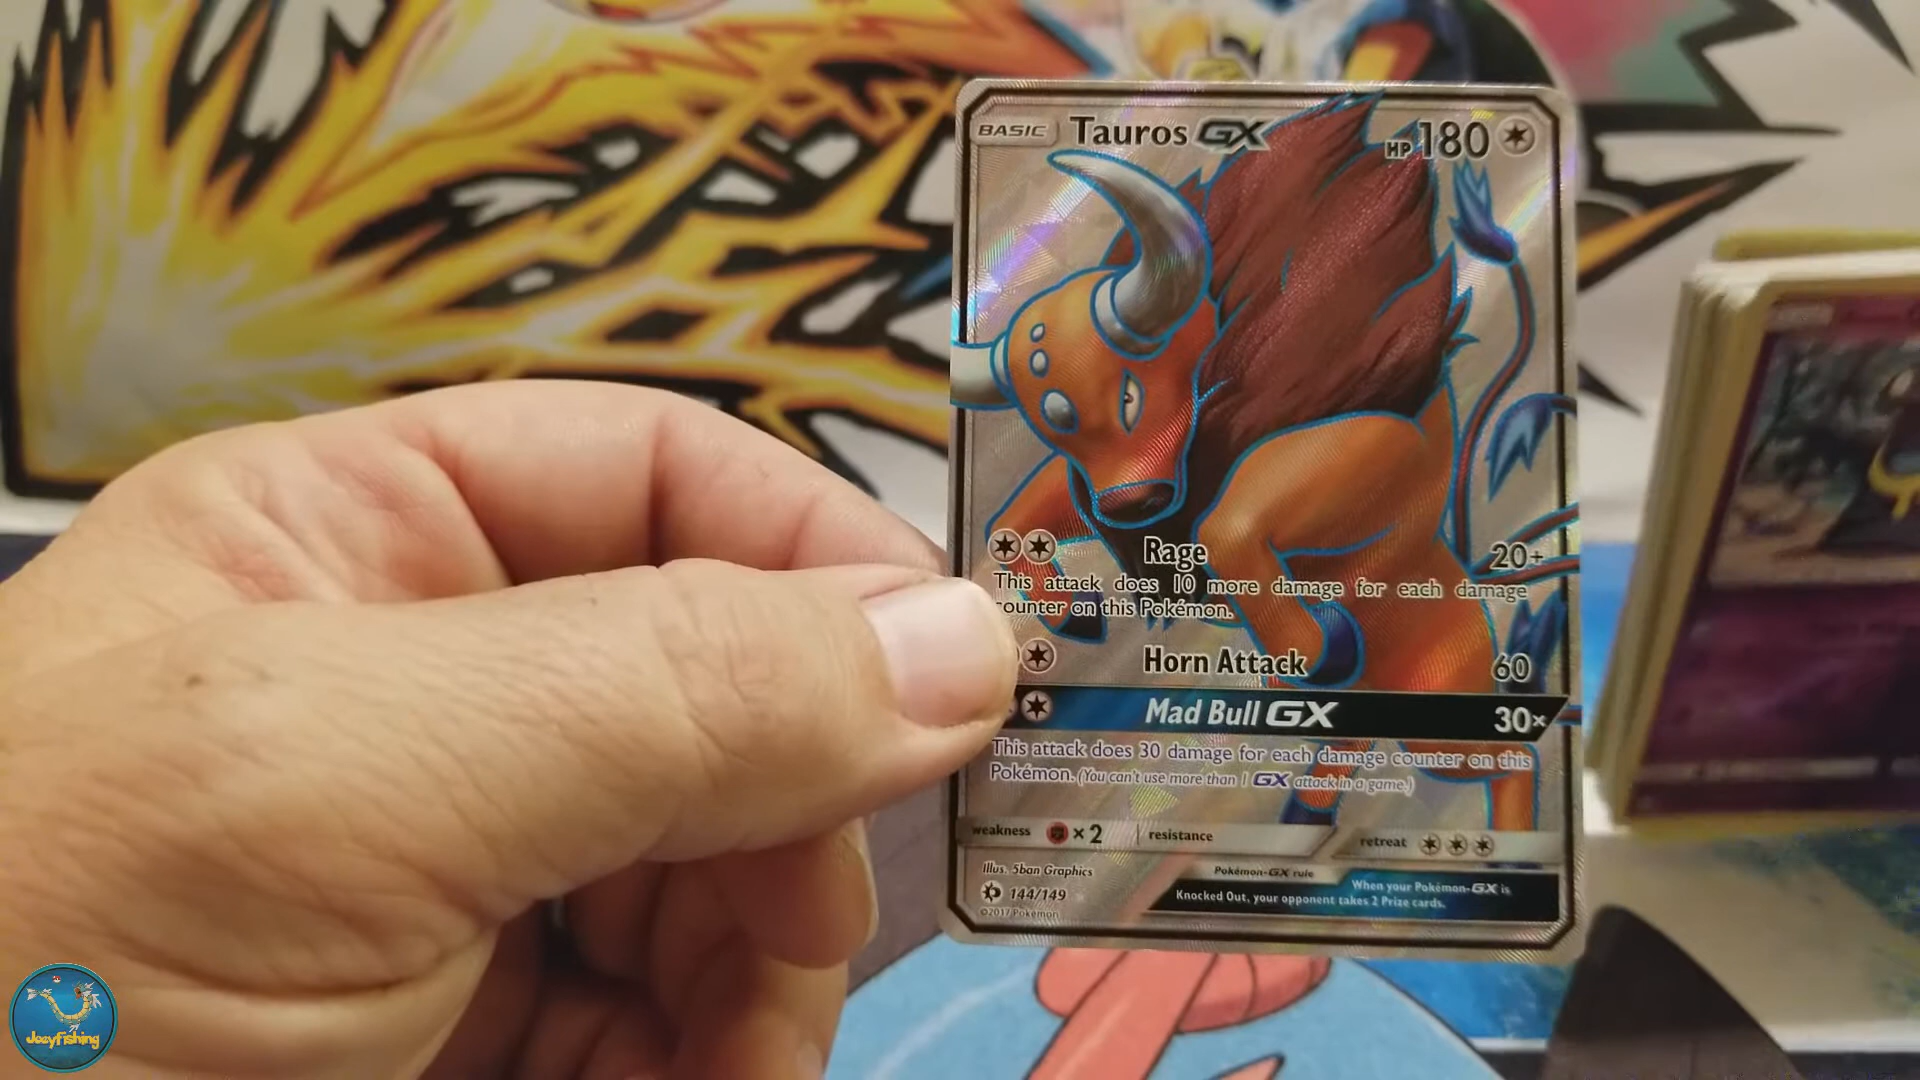 BASIC Tauros GX HP 180
Rage 20+
This attack does 10 more damage for each damage
counter on this Pokémon.
Horn Attack 60
Mad Bull GX 30×
This attack does 30 damage for each damage counter on this
Pokémon. (You can't use more than 1 GX attack in a game.)
weakness ×2 resistance retreat
Illus. 5ban Graphics
144/149
©2017 Pokémon
Pokémon-GX rule
When your Pokémon-GX is
Knocked Out, your opponent takes 2 Prize cards.
JoeyFishing